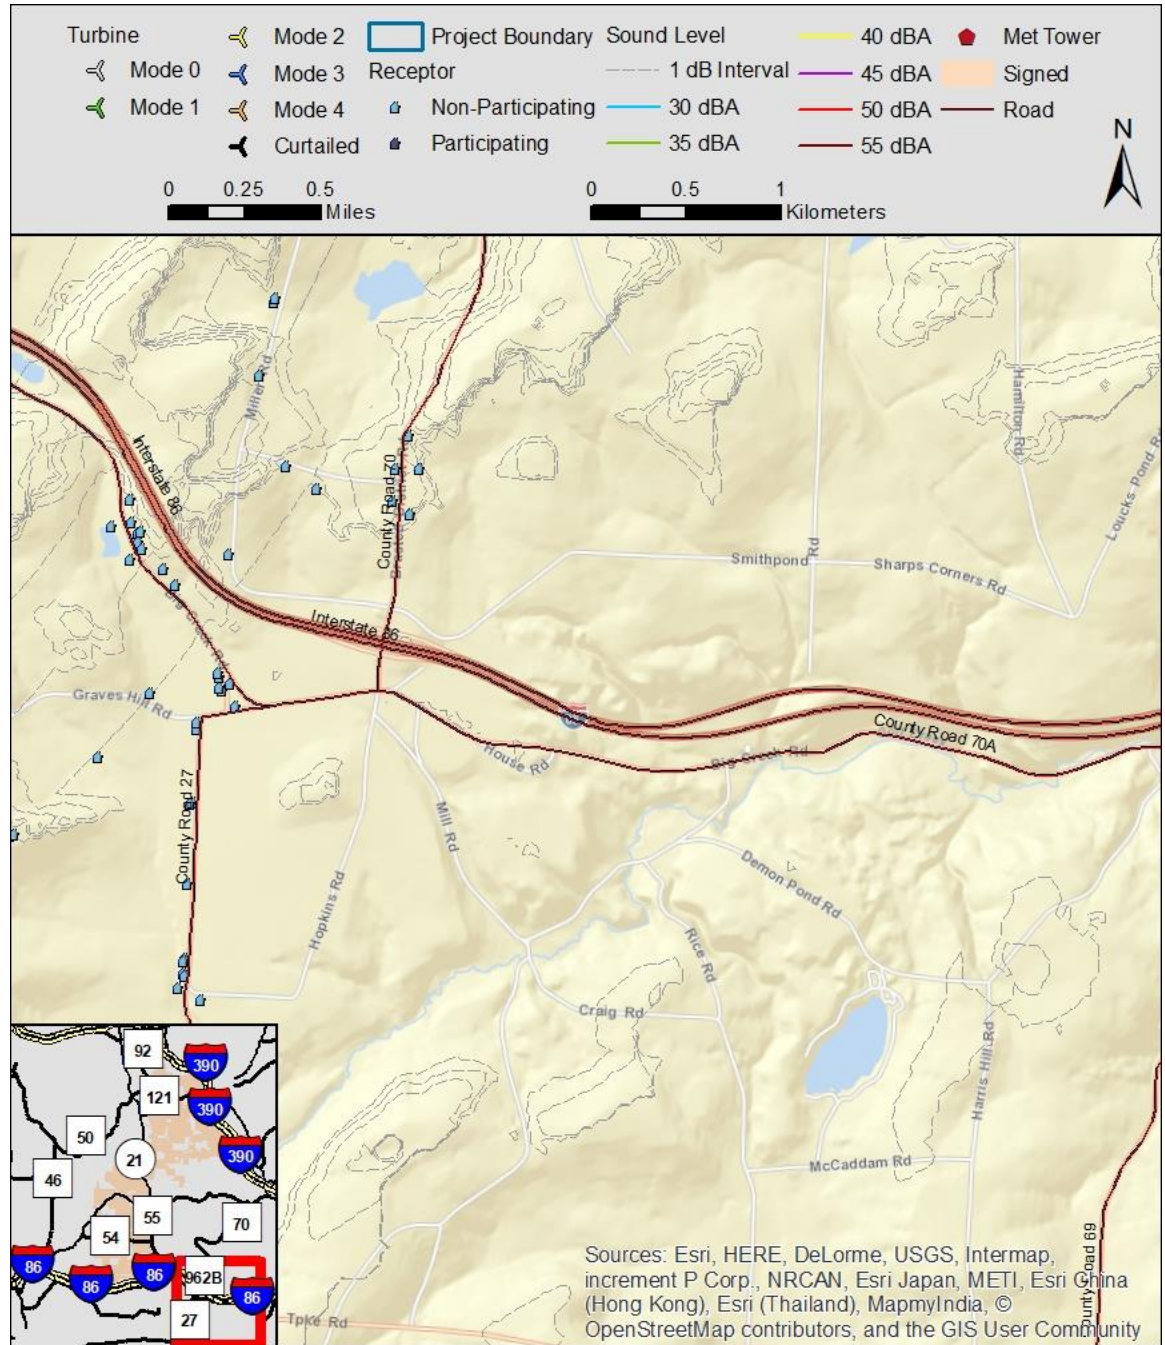 Turbine
Mode 0
Mode 1
Mode 2
Mode 3
Mode 4
Curtailed
Project Boundary
Receptor
Non-Participating
Participating
Sound Level
1 dB Interval
30 dBA
35 dBA
40 dBA
45 dBA
50 dBA
55 dBA
Met Tower
Signed
Road
N
0 0.25 0.5
Miles
0 0.5 1
Kilometers
Miller Rd
Hamilton Rd
Loucks Pond Rd
Interstate 86
County Road 70
Smithpond Rd
Sharps Corners Rd
Interstate 86
Big Creek Rd
Graves Hill Rd
County Road 70A
House Rd
Big Creek Rd
County Road 27
Mill Rd
Demon Pond Rd
Hopkins Rd
Rice Rd
Craig Rd
Harris Hill Rd
McCaddam Rd
County Road 69
Tpke Rd
92
390
121
390
50
390
21
46
55
70
54
86
86
86
962B
86
27
Sources: Esri, HERE, DeLorme, USGS, Intermap,
increment P Corp., NRCAN, Esri Japan, METI, Esri China
(Hong Kong), Esri (Thailand), MapmyIndia, ©
OpenStreetMap contributors, and the GIS User Community